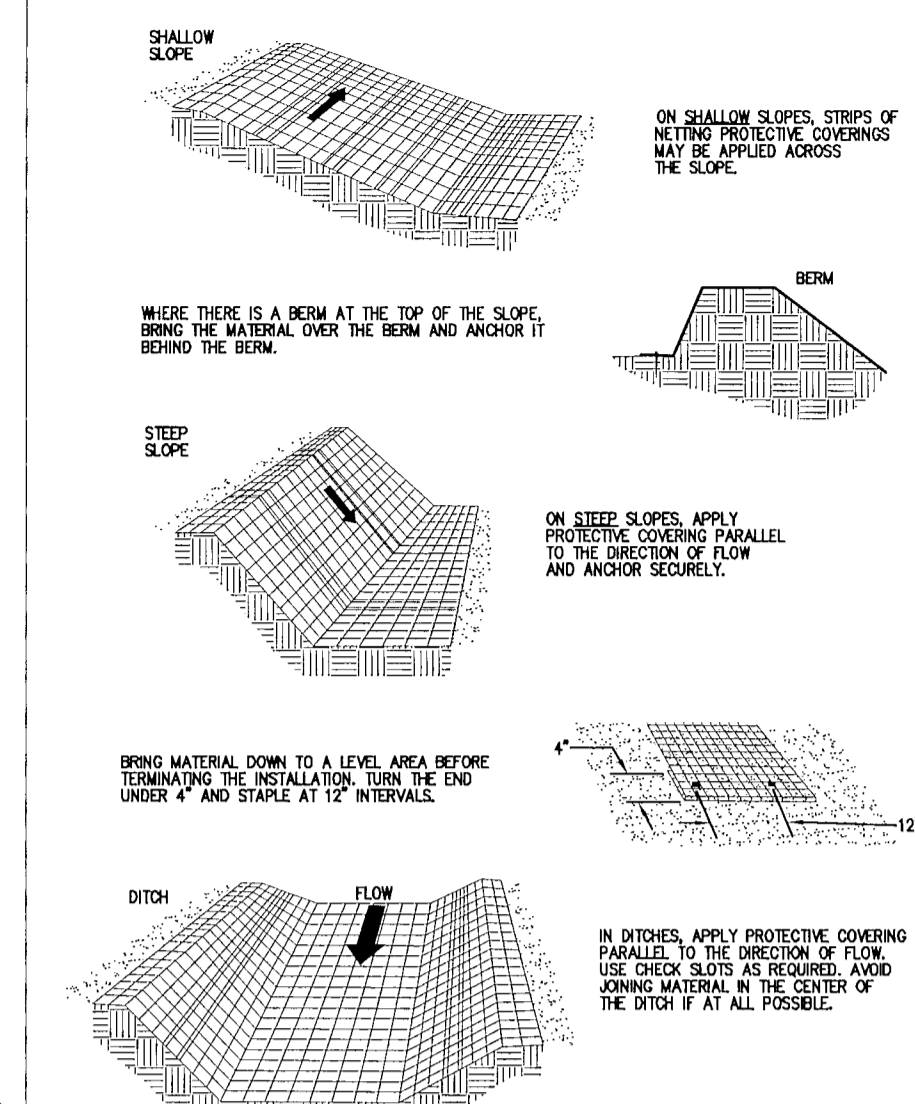 SHALLOW
SLOPE
ON SHALLOW SLOPES, STRIPS OF
NETTING PROTECTIVE COVERINGS
MAY BE APPLIED ACROSS
THE SLOPE.
BERM
WHERE THERE IS A BERM AT THE TOP OF THE SLOPE,
BRING THE MATERIAL OVER THE BERM AND ANCHOR IT
BEHIND THE BERM.
STEEP
SLOPE
ON STEEP SLOPES, APPLY
PROTECTIVE COVERING PARALLEL
TO THE DIRECTION OF FLOW
AND ANCHOR SECURELY.
BRING MATERIAL DOWN TO A LEVEL AREA BEFORE
TERMINATING THE INSTALLATION. TURN THE END
UNDER 4" AND STAPLE AT 12" INTERVALS.
4"
12
DITCH
FLOW
IN DITCHES, APPLY PROTECTIVE COVERING
PARALLEL TO THE DIRECTION OF FLOW.
USE CHECK SLOTS AS REQUIRED. AVOID
JOINING MATERIAL IN THE CENTER OF
THE DITCH IF AT ALL POSSIBLE.